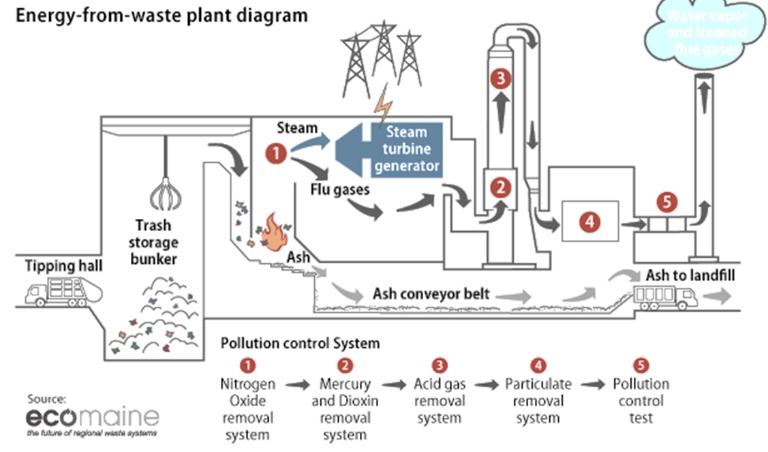 Energy-from-waste plant diagram
Water vapor
and lceaned
flue gases
3
Steam
1
Steam
turbine
generator
Flu gases
2
4
5
Trash
storage
bunker
Tipping hall
Ash
Ash conveyor belt
Ash to landfill
Pollution control System
1
Nitrogen
Oxide
removal
system
2
Mercury
and Dioxin
removal
system
3
Acid gas
removal
system
4
Particulate
removal
system
5
Pollution
control
test
Source:
ecomaine
the future of regional waste systems